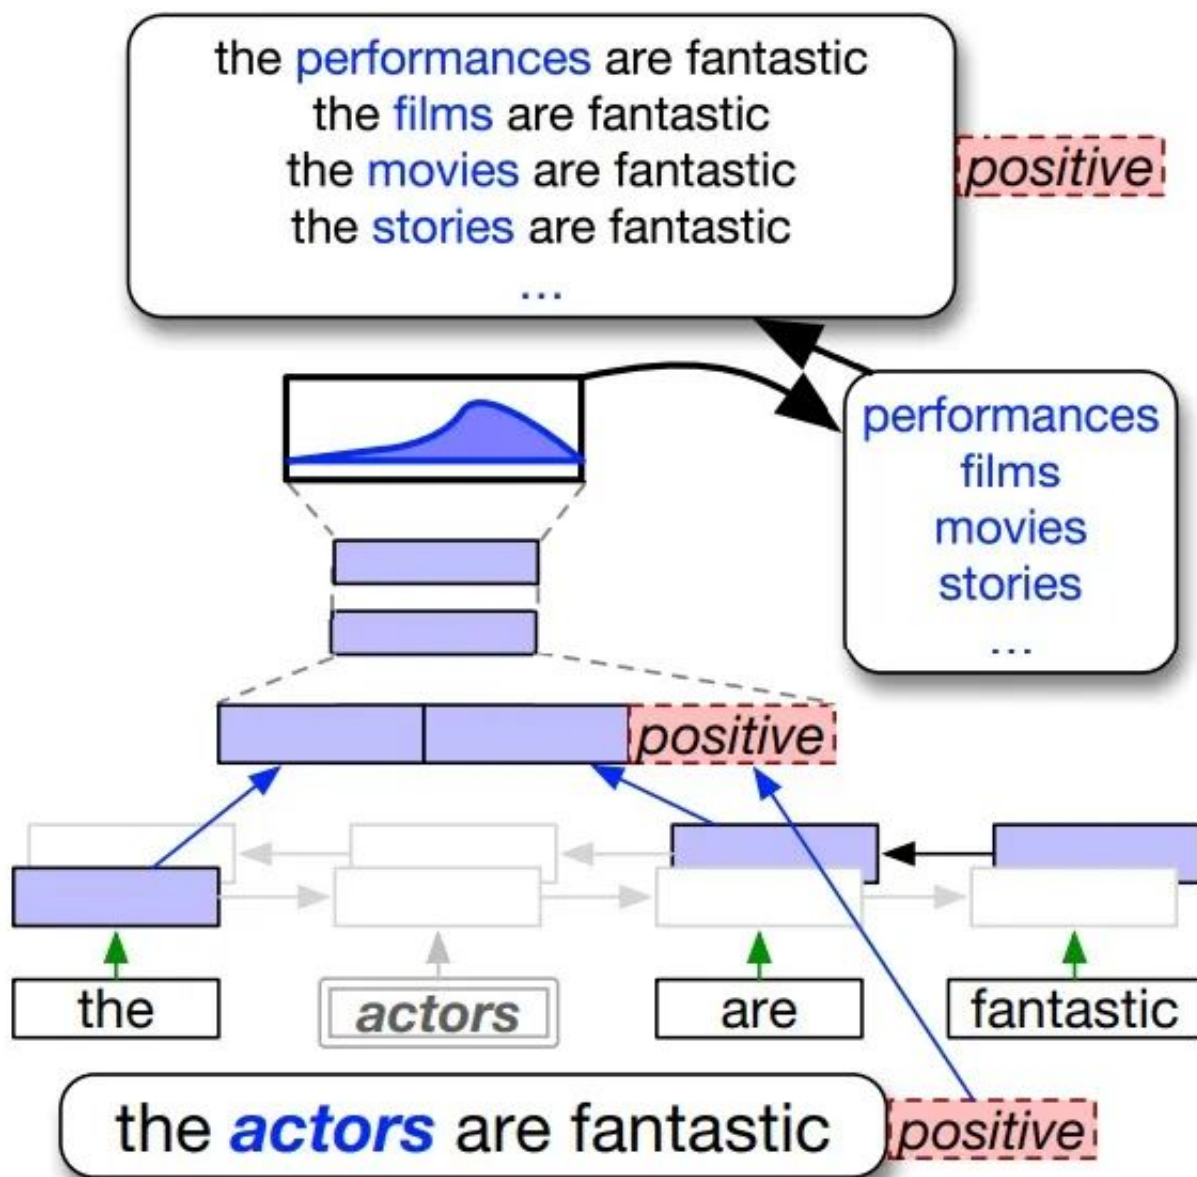 the performances are fantastic
the films are fantastic
the movies are fantastic
the stories are fantastic
...
positive
performances
films
movies
stories
...
positive
the
actors
are
fantastic
the actors are fantastic
positive